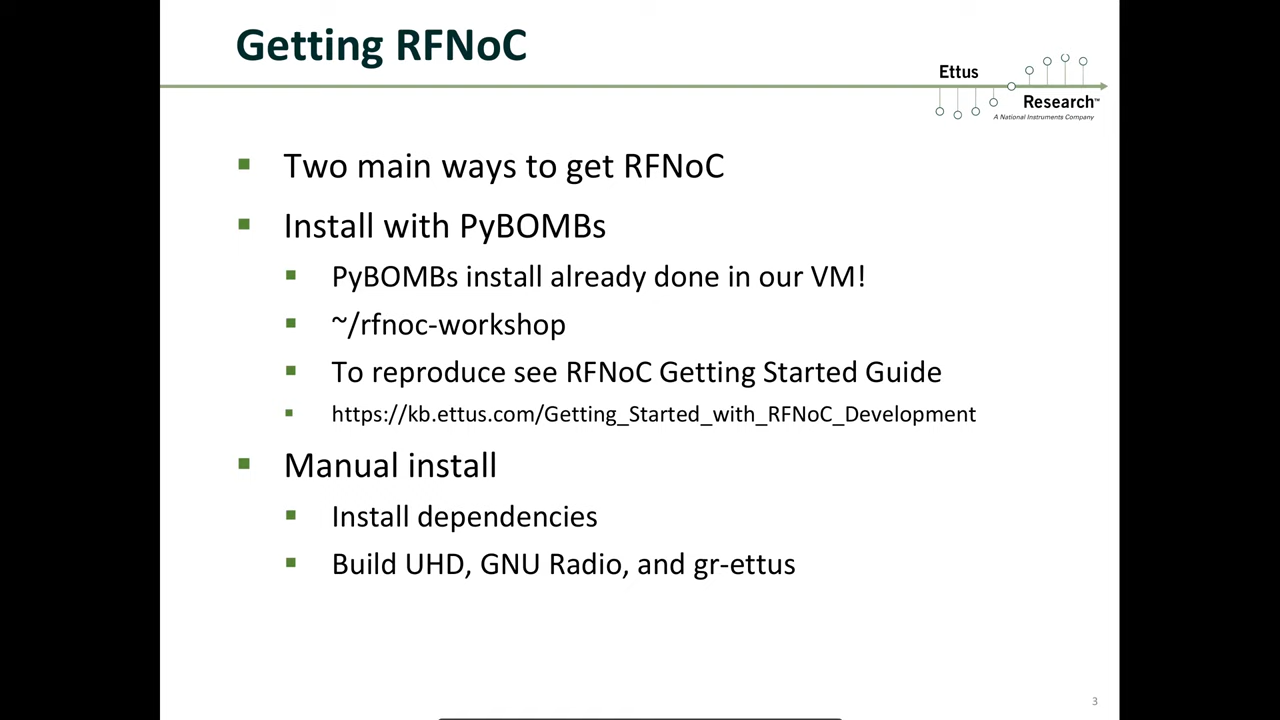 Getting RFNoC
Ettus
Research™
A National Instruments Company
Two main ways to get RFNoC
Install with PyBOMBs
PyBOMBs install already done in our VM!
~/rfnoc-workshop
To reproduce see RFNoC Getting Started Guide
https://kb.ettus.com/Getting_Started_with_RFNoC_Development
Manual install
Install dependencies
Build UHD, GNU Radio, and gr-ettus
3